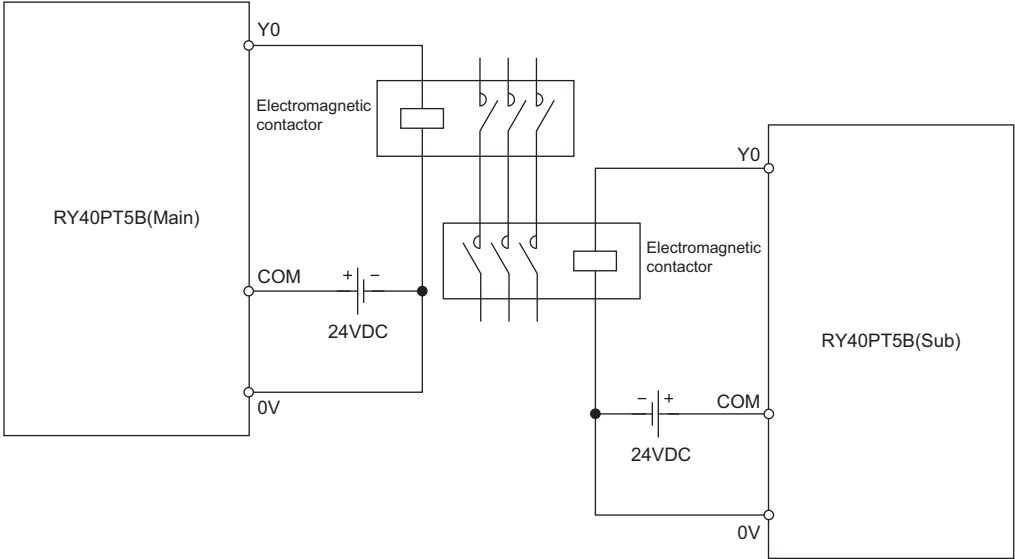 Y0
Electromagnetic
contactor
RY40PT5B(Main)
COM
+ −
24VDC
0V
Y0
Electromagnetic
contactor
RY40PT5B(Sub)
− +
COM
24VDC
0V